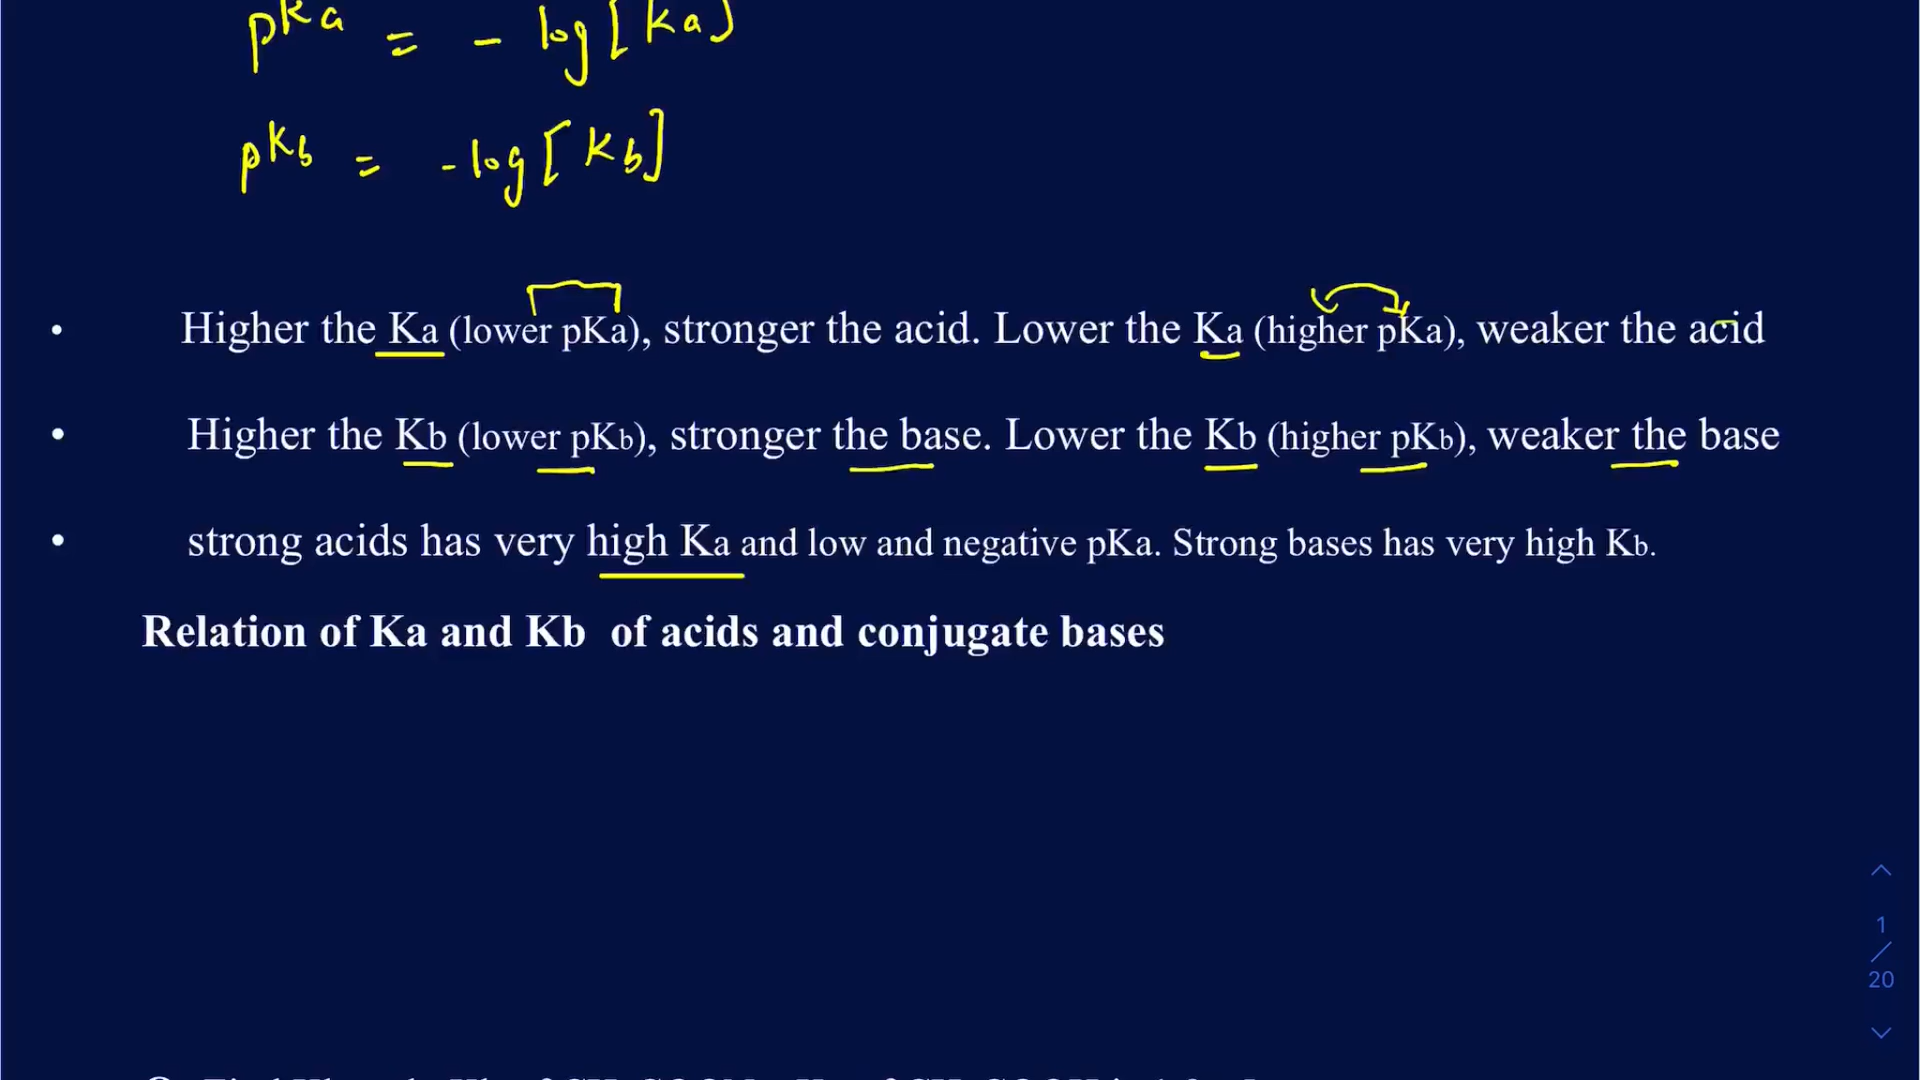 pKa = - log [Ka]
pKb = - log [Kb]
• Higher the Ka (lower pKa), stronger the acid. Lower the Ka (higher pKa), weaker the acid
• Higher the Kb (lower pKb), stronger the base. Lower the Kb (higher pKb), weaker the base
• strong acids has very high Ka and low and negative pKa. Strong bases has very high Kb.
Relation of Ka and Kb of acids and conjugate bases
1
/
20